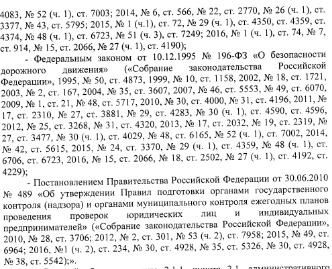 4083, № 52 (ч. 1), ст. 7003; 2014, № 6, ст. 566, № 22, ст. 2770, № 26 (ч. 1), ст.
3377, № 43, ст. 5795; 2015, № 1 (ч.1), ст. 72, № 29 (ч. 1), ст. 4350, ст. 4359, ст.
4374, № 48 (ч. 1), ст. 6723, № 51 (ч. 3), ст. 7249; 2016, № 1 (ч. 1), ст. 74, № 7,
ст. 914, № 15, ст. 2066, № 27 (ч. 1), ст. 4190);
- Федеральным законом от 10.12.1995 № 196-ФЗ «О безопасности
дорожного движения» («Собрание законодательства Российской
Федерации», 1995, № 50, ст. 4873, 1999, № 10, ст. 1158, 2002, № 18, ст. 1721,
2003, № 2, ст. 167, 2004, № 35, ст. 3607, 2007, № 46, ст. 5553, № 49, ст. 6070,
2009, № 1, ст. 21, № 48, ст. 5717, 2010, № 30, ст. 4000, № 31, ст. 4196, 2011, №
17, ст. 2310, № 27, ст. 3881, № 29, ст. 4283, № 30 (ч. 1), ст. 4590, ст. 4596,
2012, № 25, ст. 3268, № 31, ст. 4320, 2013, № 17, ст. 2032, № 19, ст. 2319, №
27, ст. 3477, № 30 (ч. 1), ст. 4029, № 48, ст. 6165, № 52 (ч. 1), ст. 7002, 2014,
№ 42, ст. 5615, 2015, № 24, ст. 3370, № 29 (ч. 1), ст. 4359, № 48 (ч. 1), ст.
6706, ст. 6723, 2016, № 15, ст. 2066, № 18, ст. 2502, № 27 (ч. 1), ст. 4192, ст.
4229);
- Постановлением Правительства Российской Федерации от 30.06.2010
№ 489 «Об утверждении Правил подготовки органами государственного
контроля (надзора) и органами муниципального контроля ежегодных планов
проведения проверок юридических лиц и индивидуальных
предпринимателей» («Собрание законодательства Российской Федерации»,
2010, № 28, ст. 3706; 2012, № 2, ст. 301, № 53 (ч. 2), ст. 7958; 2015, № 49, ст.
6964; 2016, №1 (ч. 2), ст. 234, № 30, ст. 4928, № 35, ст. 5326, № 30, ст. 4928,
№ 38, ст. 5542);».